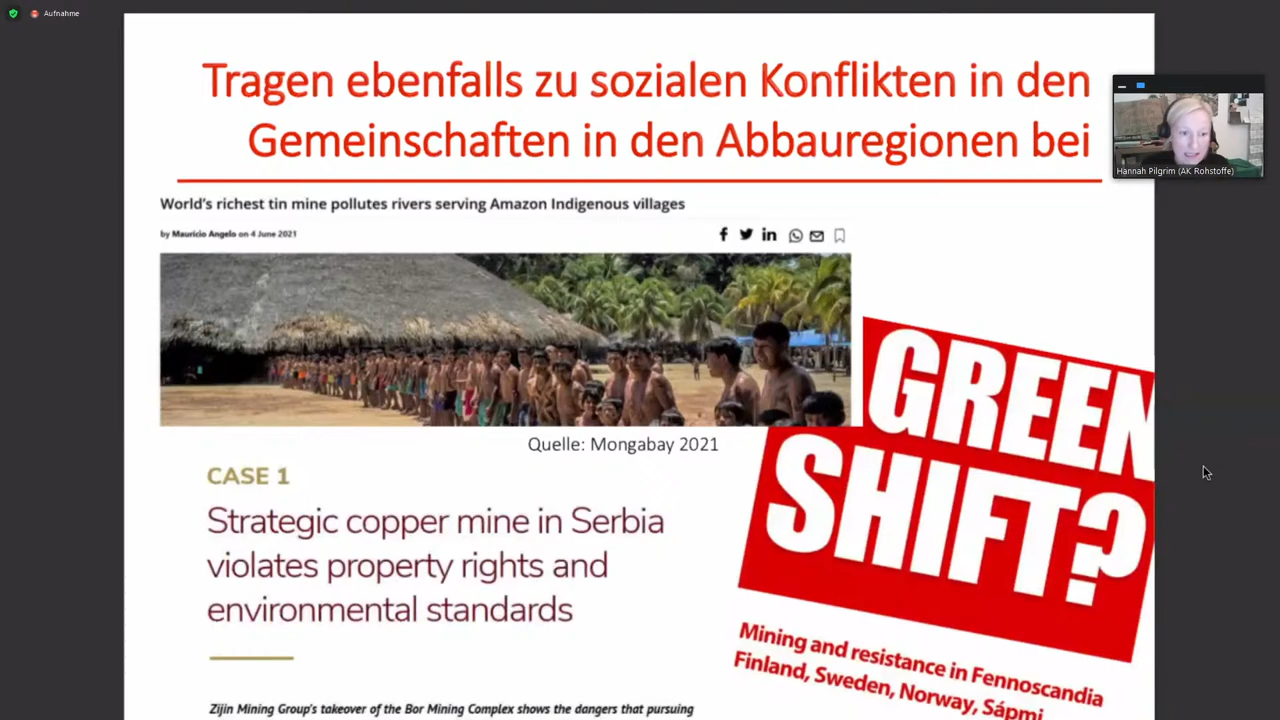 Aufnahme
Tragen ebenfalls zu sozialen Konflikten in den
Gemeinschaften in den Abbauregionen bei
Hannah Pilgrim (AK Rohstoffe)
World's richest tin mine pollutes rivers serving Amazon Indigenous villages
by Maurício Angelo on 4 June 2021
Quelle: Mongabay 2021
CASE 1
Strategic copper mine in Serbia
violates property rights and
environmental standards
Zijin Mining Group's takeover of the Bor Mining Complex shows the dangers that pursuing
GREEN
SHIFT?
Mining and resistance in Fennoscandia
Finland, Sweden, Norway, Sápmi